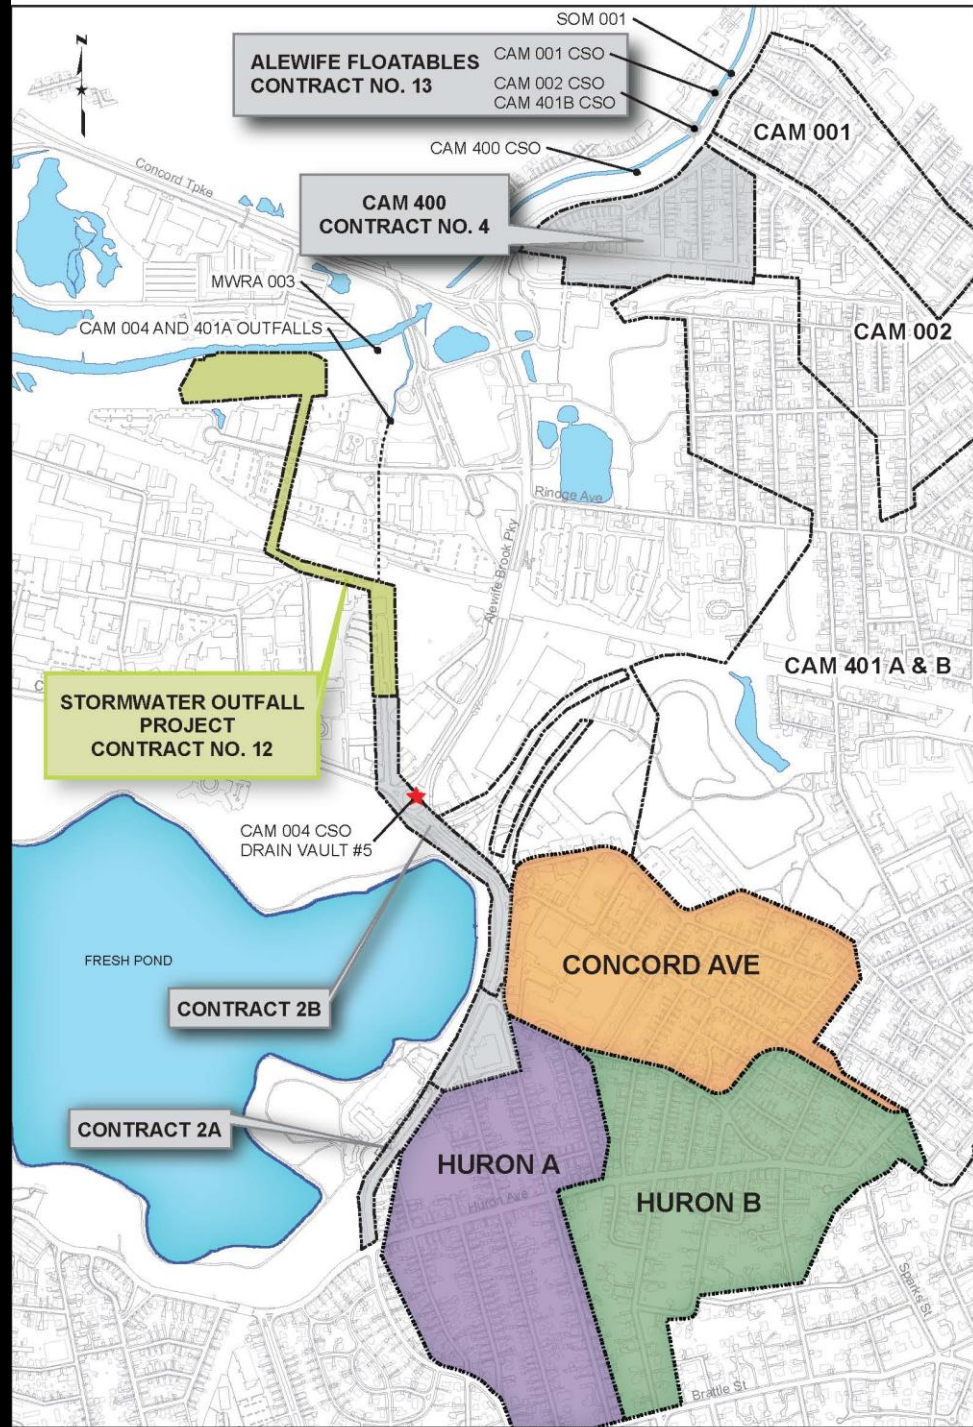 SOM 001
ALEWIFE FLOATABLES
CONTRACT NO. 13
CAM 001 CSO
CAM 002 CSO
CAM 401B CSO
Z
CAM 001
CAM 400 CSO
Concord Tpke
CAM 400
CONTRACT NO. 4
MWRA 003
CAM 004 AND 401A OUTFALLS
CAM 002
Rindge Ave
Alewife Brook Pky
CAM 401 A & B
STORMWATER OUTFALL
PROJECT
CONTRACT NO. 12
CAM 004 CSO
DRAIN VAULT #5
FRESH POND
CONCORD AVE
CONTRACT 2B
CONTRACT 2A
HURON A
Huron Ave
HURON B
Sparks St
Brattle St